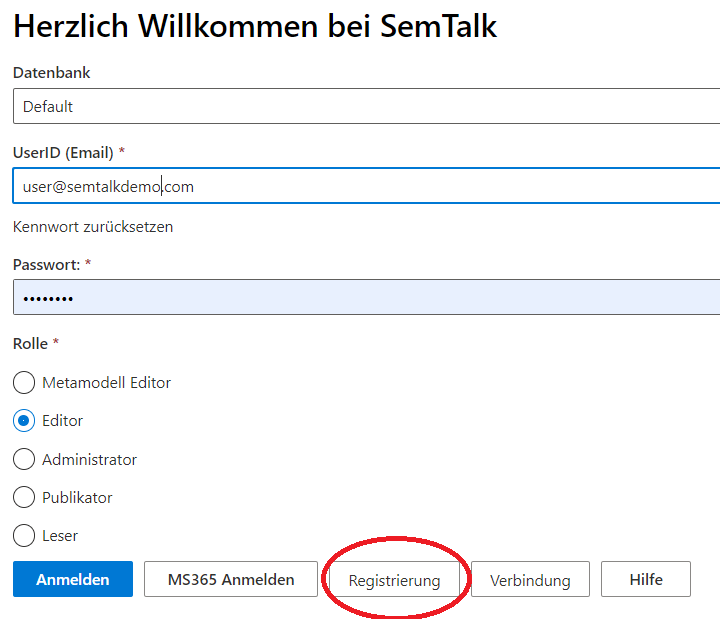 Herzlich Willkommen bei SemTalk
Datenbank
Default
UserID (Email) *
user@semtalkdemo.com
Kennwort zurücksetzen
Passwort: *
••••••••
Rolle *
Metamodell Editor
Editor
Administrator
Publikator
Leser
Anmelden MS365 Anmelden Registrierung Verbindung Hilfe